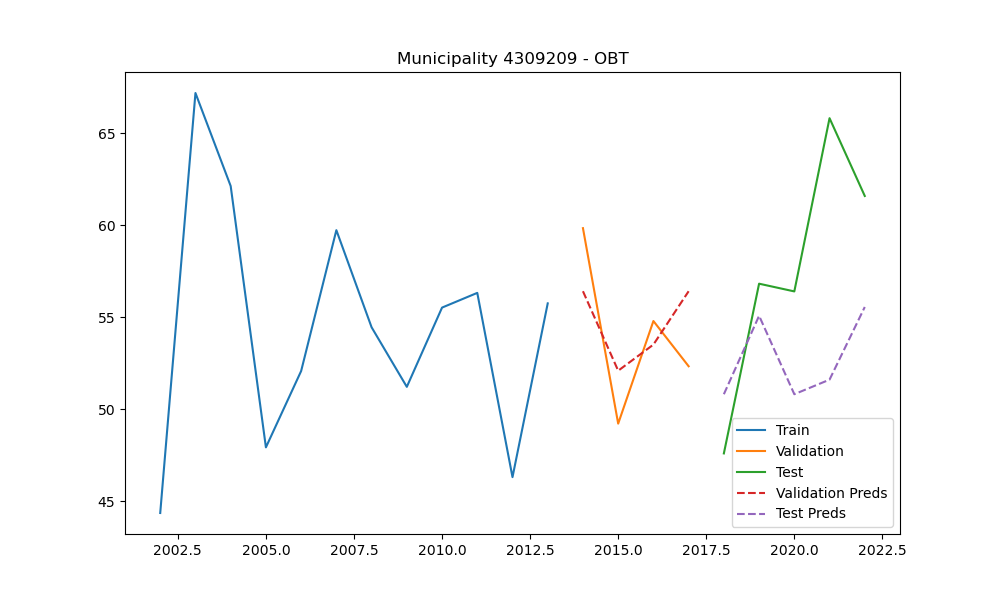 Municipality 4309209 - OBT
65
60
55
50
45
2002.5 2005.0 2007.5 2010.0 2012.5 2015.0 2017.5 2020.0 2022.5
Train
Validation
Test
Validation Preds
Test Preds